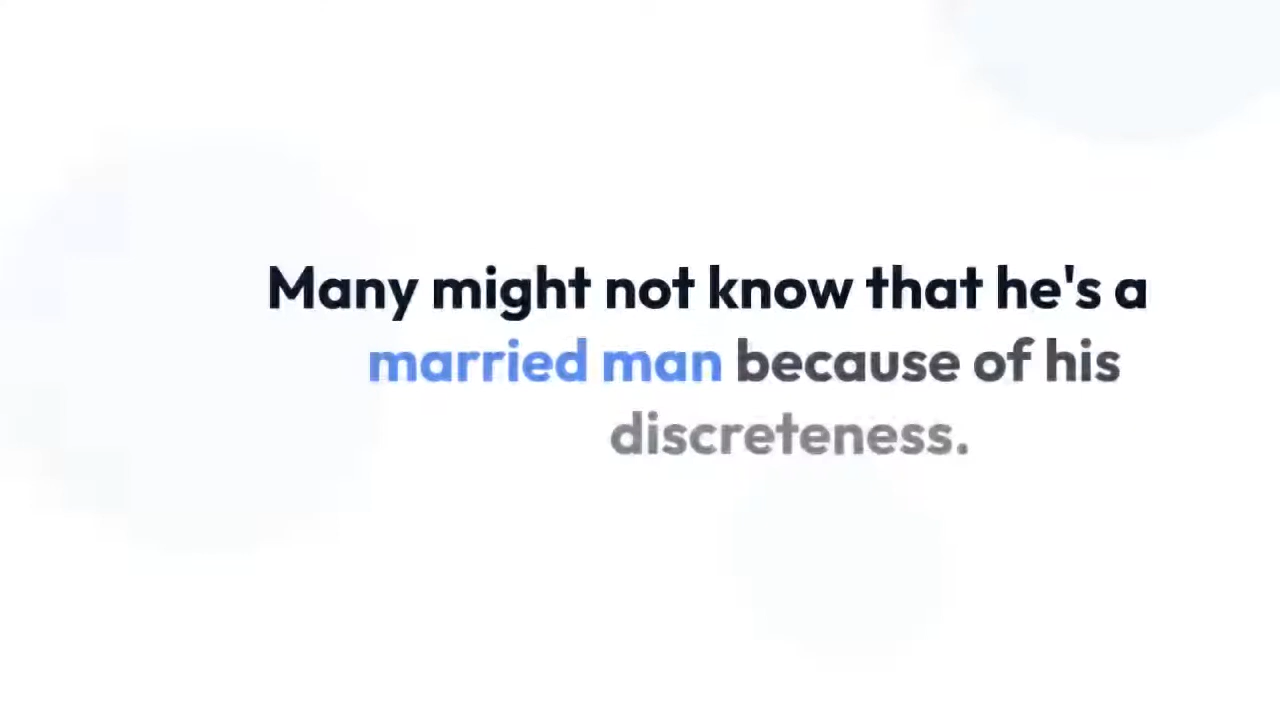 Many might not know that he's a
married man because of his
discreteness.